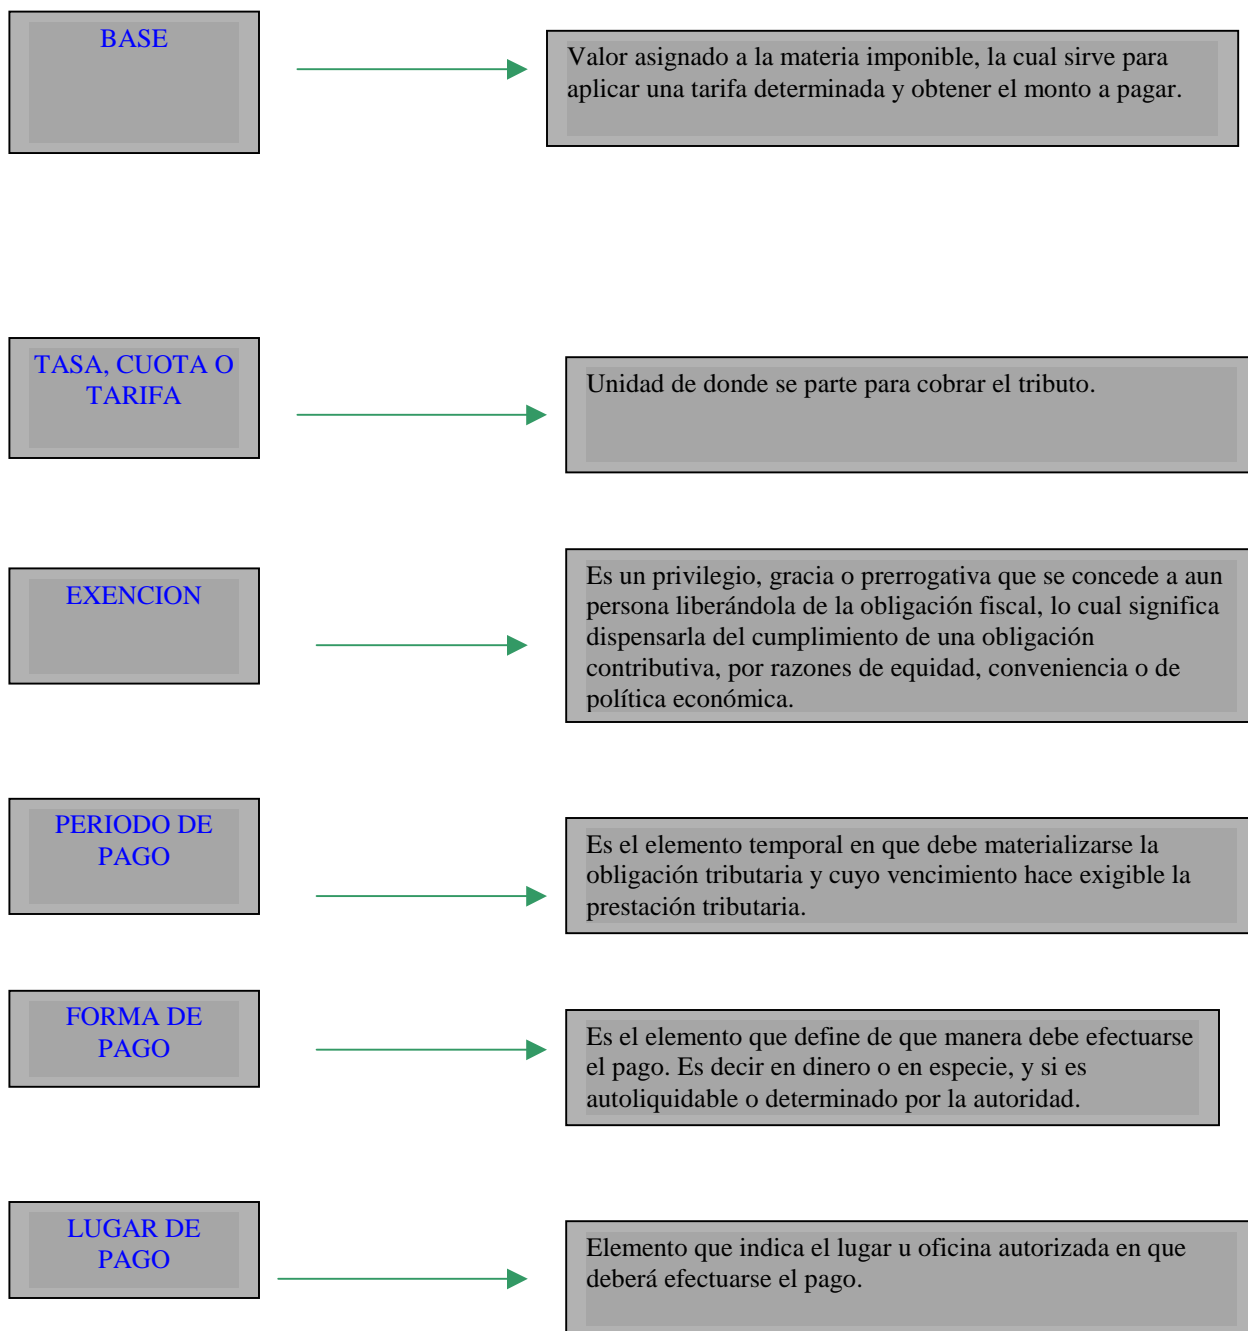 BASE
Valor asignado a la materia imponible, la cual sirve para
aplicar una tarifa determinada y obtener el monto a pagar.
TASA, CUOTA O
TARIFA
Unidad de donde se parte para cobrar el tributo.
EXENCION
Es un privilegio, gracia o prerrogativa que se concede a aun
persona liberándola de la obligación fiscal, lo cual significa
dispensarla del cumplimiento de una obligación
contributiva, por razones de equidad, conveniencia o de
política económica.
PERIODO DE
PAGO
Es el elemento temporal en que debe materializarse la
obligación tributaria y cuyo vencimiento hace exigible la
prestación tributaria.
FORMA DE
PAGO
Es el elemento que define de que manera debe efectuarse
el pago. Es decir en dinero o en especie, y si es
autoliquidable o determinado por la autoridad.
LUGAR DE
PAGO
Elemento que indica el lugar u oficina autorizada en que
deberá efectuarse el pago.